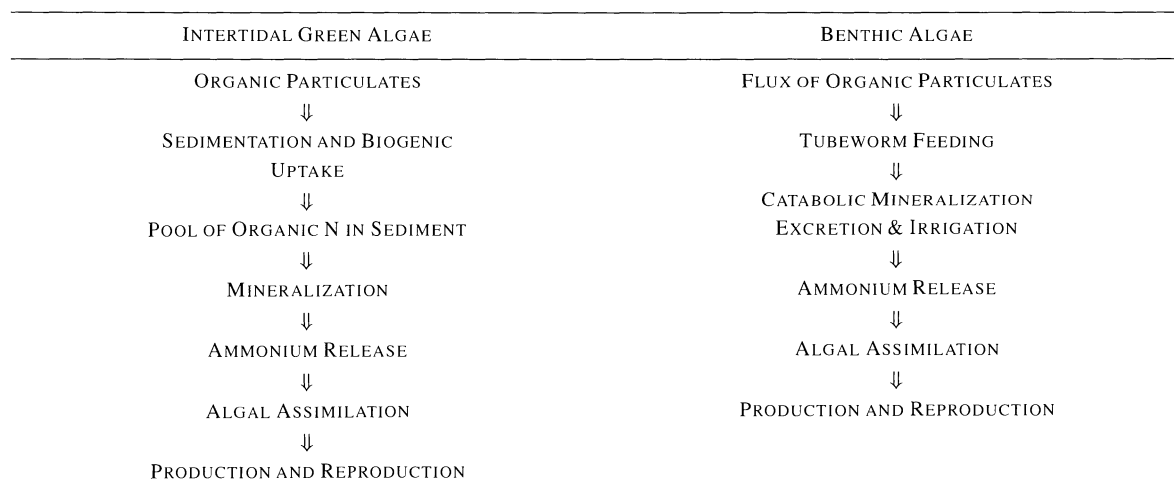 INTERTIDAL GREEN ALGAE
ORGANIC PARTICULATES
⇓
SEDIMENTATION AND BIOGENIC
UPTAKE
⇓
POOL OF ORGANIC N IN SEDIMENT
⇓
MINERALIZATION
⇓
AMMONIUM RELEASE
⇓
ALGAL ASSIMILATION
⇓
PRODUCTION AND REPRODUCTION
BENTHIC ALGAE
FLUX OF ORGANIC PARTICULATES
⇓
TUBEWORM FEEDING
⇓
CATABOLIC MINERALIZATION
EXCRETION & IRRIGATION
⇓
AMMONIUM RELEASE
⇓
ALGAL ASSIMILATION
⇓
PRODUCTION AND REPRODUCTION